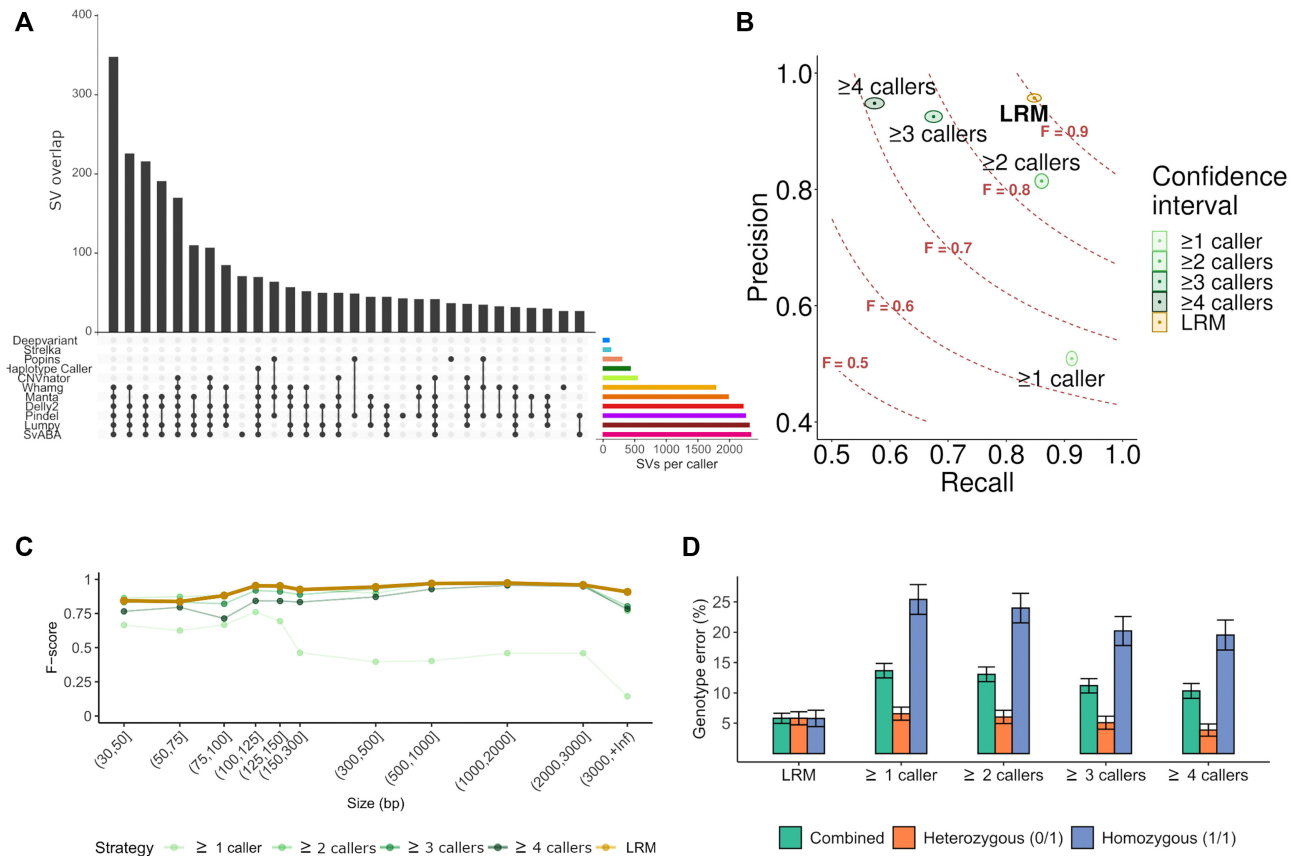 A
400
300
200
100
0
SV overlap
Deepvariant
Strelka
Popins
Haplotype Caller
CNVnator
Whamg
Manta
Delly2
Pindel
Lumpy
SvABA
0 500 1000 2000
SVs per caller
B
1.0
0.8
0.6
0.4
Precision
≥4 callers
≥3 callers
LRM
F = 0.9
≥2 callers
F = 0.8
F = 0.7
F = 0.6
F = 0.5
≥1 caller
0.5 0.6 0.7 0.8 0.9 1.0
Recall
Confidence
interval
≥1 caller
≥2 callers
≥3 callers
≥4 callers
LRM
C
1
0.75
0.5
0.25
0
F−score
(30,50]
(50,75]
(75,100]
(100,125]
(125,150]
(150,300]
(300,500]
(500,1000]
(1000,2000]
(2000,3000]
(3000,+Inf)
Size (bp)
Strategy ≥ 1 caller ≥ 2 callers ≥ 3 callers ≥ 4 callers LRM
D
25
20
15
10
5
Genotype error (%)
LRM ≥ 1 caller ≥ 2 callers ≥ 3 callers ≥ 4 callers
Combined Heterozygous (0/1) Homozygous (1/1)